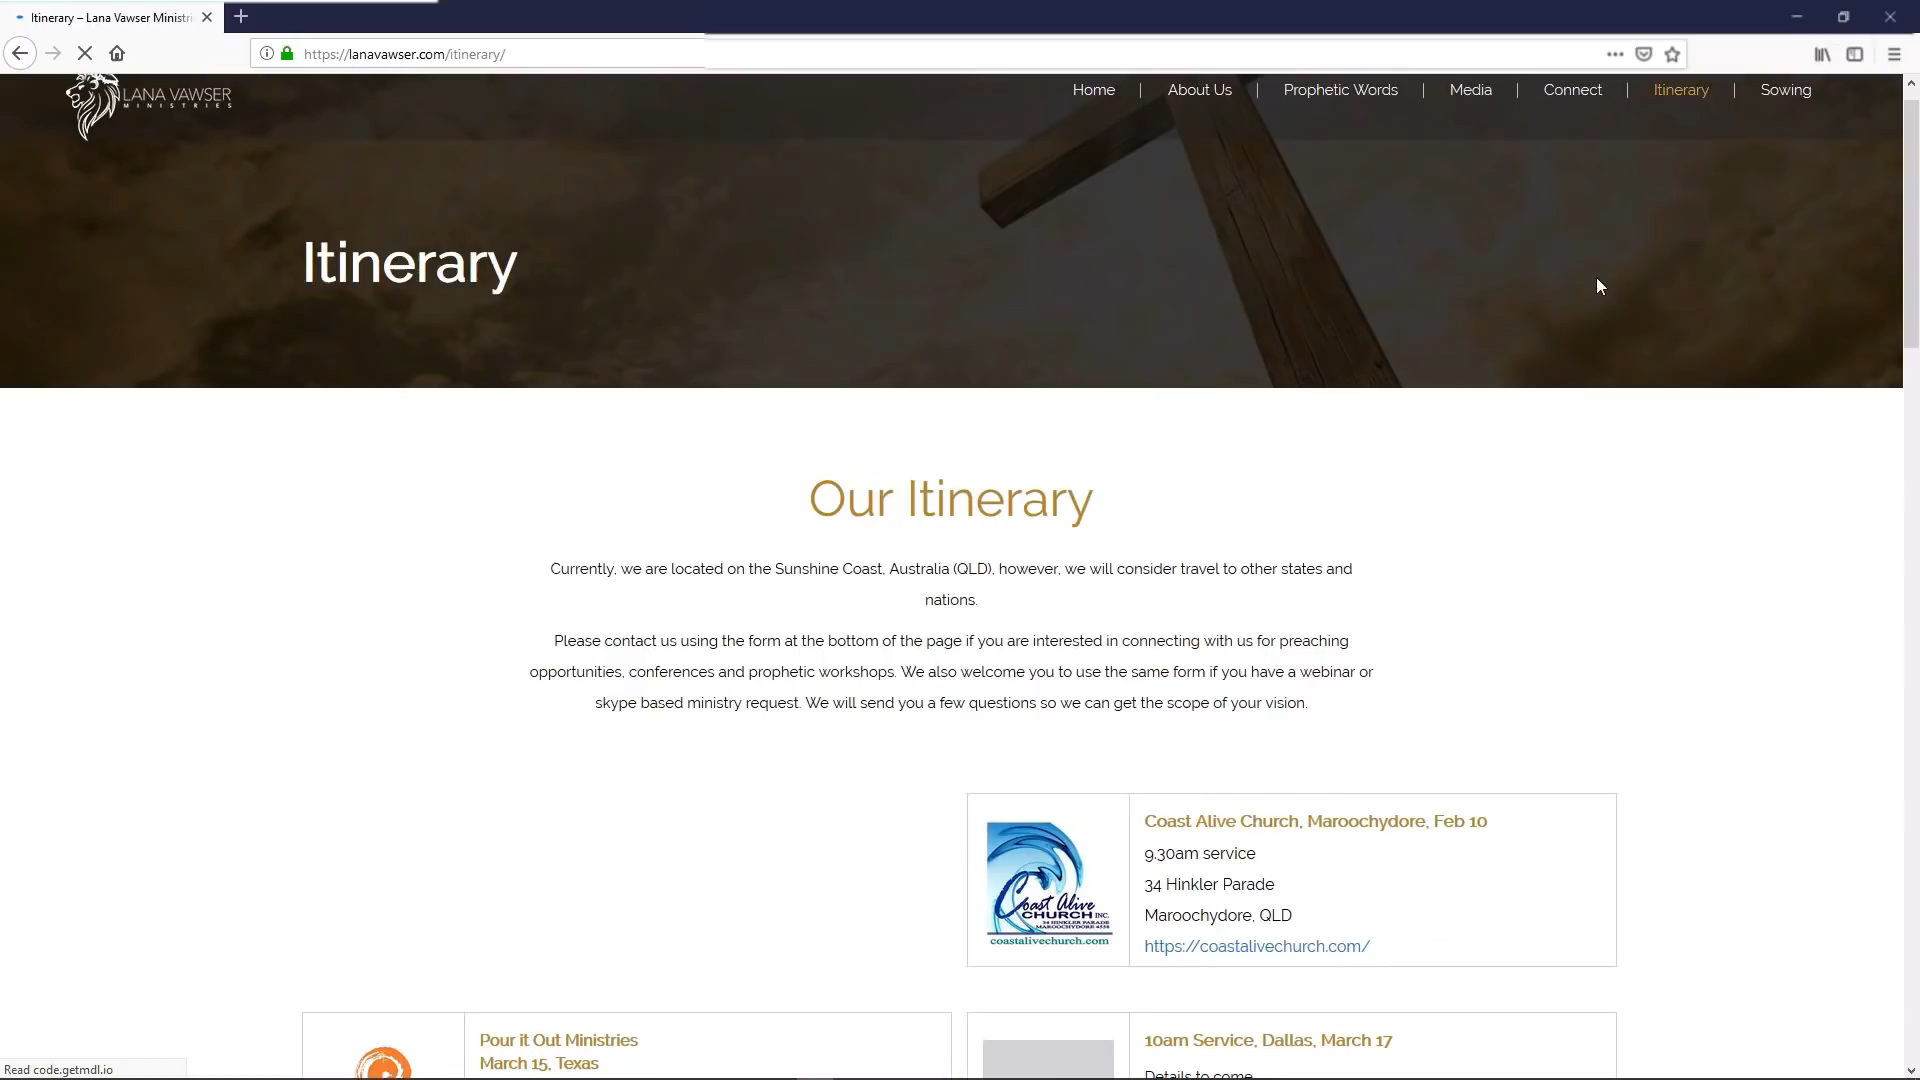 Itinerary – Lana Vawser Ministri
https://lanavawser.com/itinerary/
LANA VAWSER
MINISTRIES
Home | About Us | Prophetic Words | Media | Connect | Itinerary | Sowing
Itinerary
Our Itinerary
Currently, we are located on the Sunshine Coast, Australia (QLD), however, we will consider travel to other states and
nations.
Please contact us using the form at the bottom of the page if you are interested in connecting with us for preaching
opportunities, conferences and prophetic workshops. We also welcome you to use the same form if you have a webinar or
skype based ministry request. We will send you a few questions so we can get the scope of your vision.
Coast Alive
CHURCH INC.
34 HINKLER PARADE
MAROOCHYDORE 4558
coastalivechurch.com
Coast Alive Church, Maroochydore, Feb 10
9.30am service
34 Hinkler Parade
Maroochydore, QLD
https://coastalivechurch.com/
Pour it Out Ministries
March 15, Texas
10am Service, Dallas, March 17
Details to come
Read code.getmdl.io